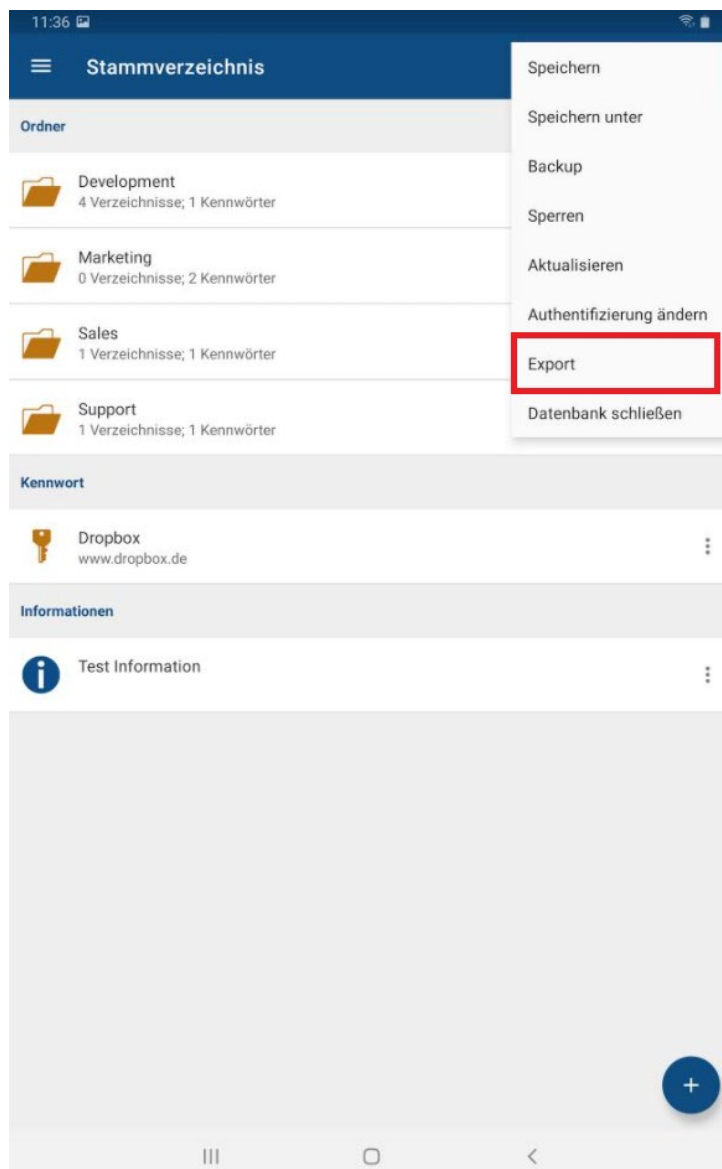 11:36
Stammverzeichnis
Speichern
Speichern unter
Backup
Sperren
Aktualisieren
Authentifizierung ändern
Export
Datenbank schließen
Ordner
Development
4 Verzeichnisse; 1 Kennwörter
Marketing
0 Verzeichnisse; 2 Kennwörter
Sales
1 Verzeichnisse; 1 Kennwörter
Support
1 Verzeichnisse; 1 Kennwörter
Kennwort
Dropbox
www.dropbox.de
Informationen
Test Information